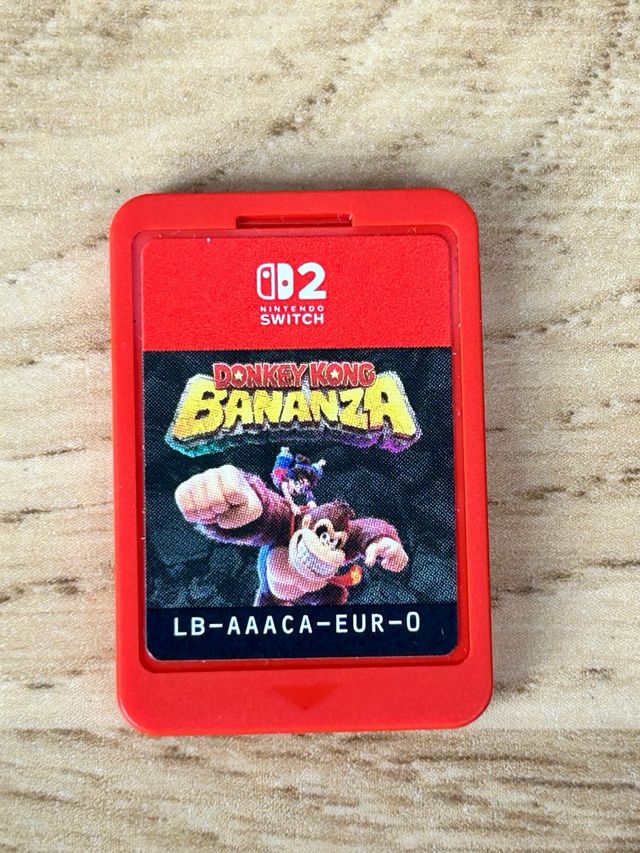 2
NINTENDO
SWITCH
DONKEY KONG
BANANZA
LB-AAACA-EUR-0